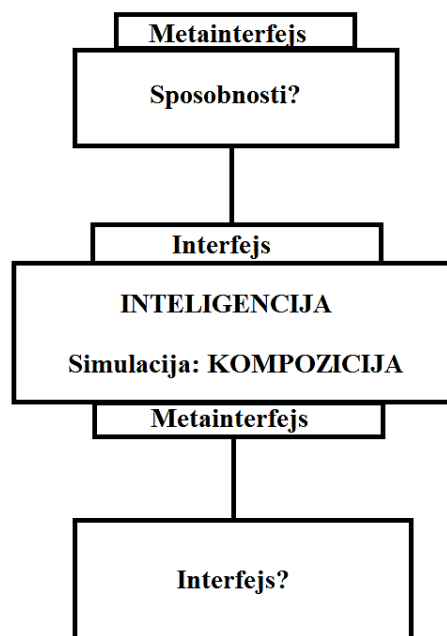 Metainterfejs
Sposobnosti?
Interfejs
INTELIGENCIJA
Simulacija: KOMPOZICIJA
Metainterfejs
Interfejs?